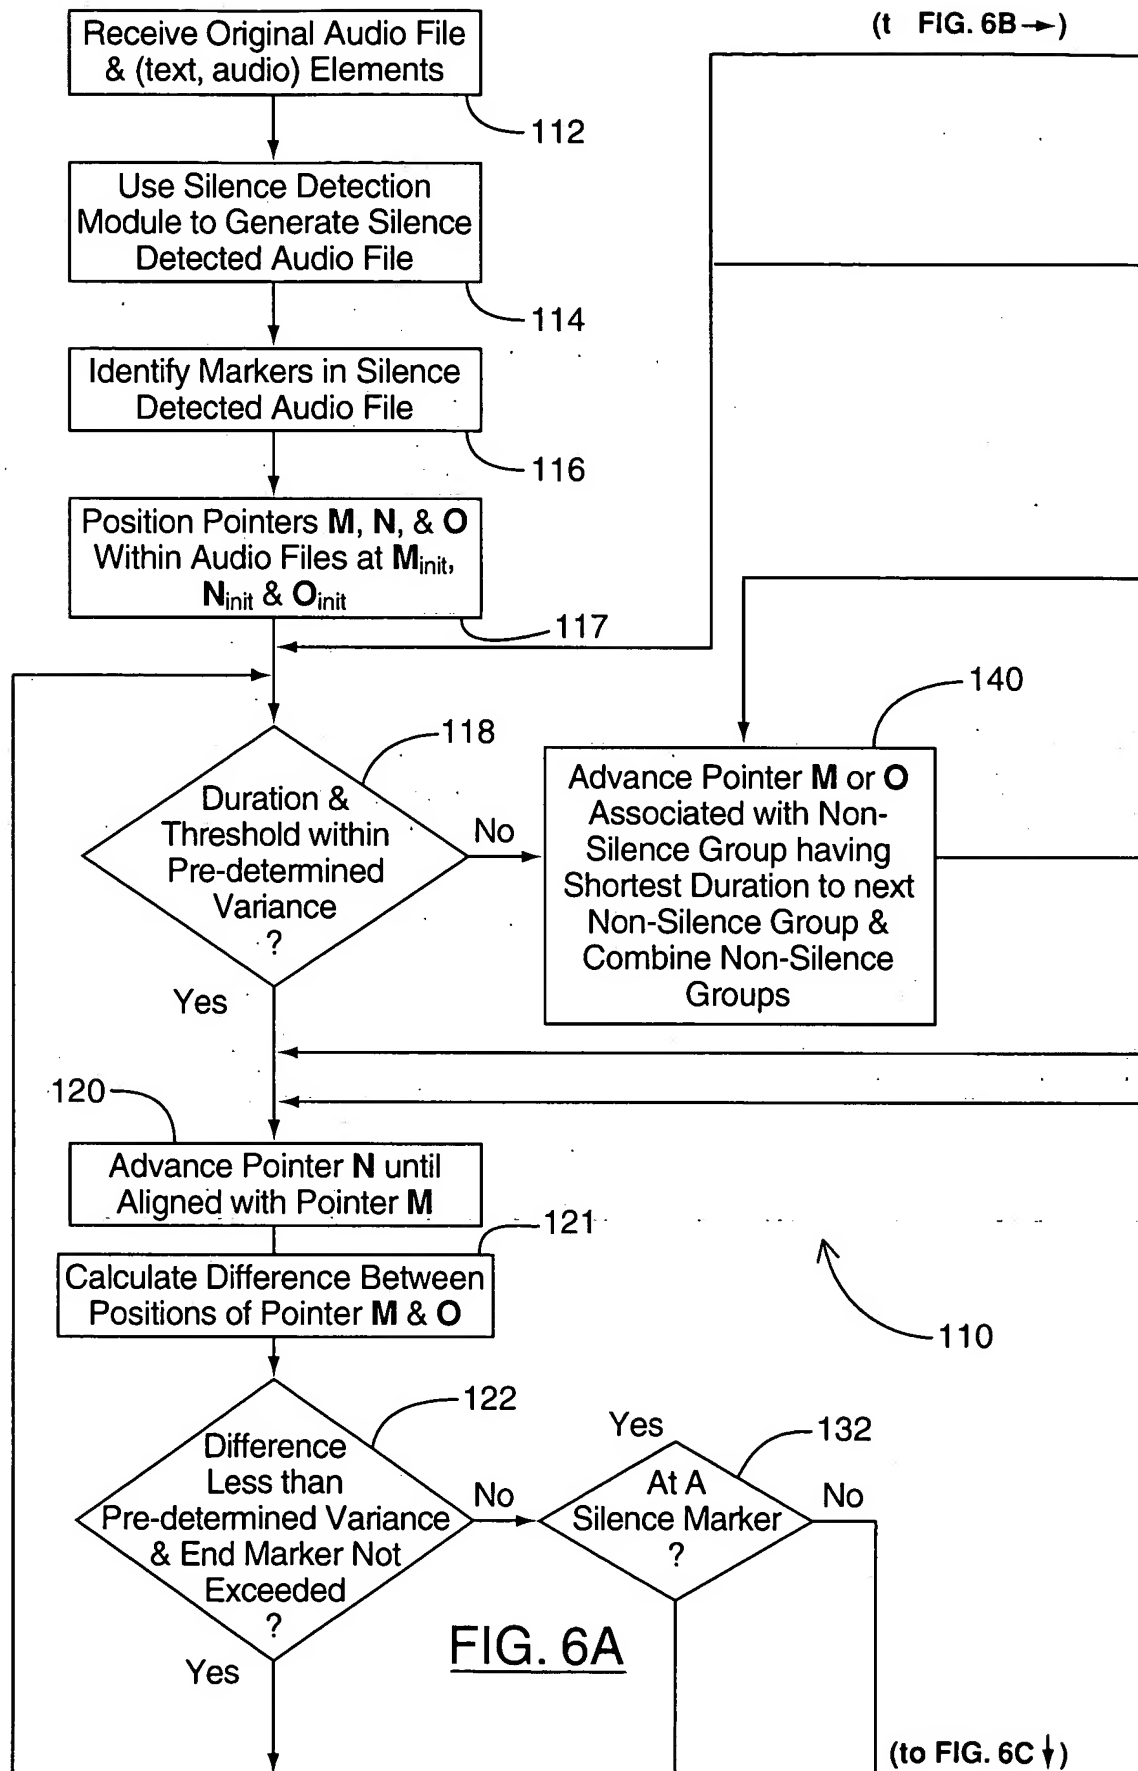 (t FIG. 6B→)
Receive Original Audio File
& (text, audio) Elements
112
Use Silence Detection
Module to Generate Silence
Detected Audio File
114
Identify Markers in Silence
Detected Audio File
116
Position Pointers M, N, & O
Within Audio Files at Minit,
Ninit & Oinit
117
118
Duration &
Threshold within
Pre-determined
Variance
?
No
Yes
140
Advance Pointer M or O
Associated with Non-
Silence Group having
Shortest Duration to next
Non-Silence Group &
Combine Non-Silence
Groups
120
Advance Pointer N until
Aligned with Pointer M
121
Calculate Difference Between
Positions of Pointer M & O
110
122
Difference
Less than
Pre-determined Variance
& End Marker Not
Exceeded
?
No
Yes
132
Yes
At A
Silence Marker
?
No
FIG. 6A
(to FIG. 6C ↓)